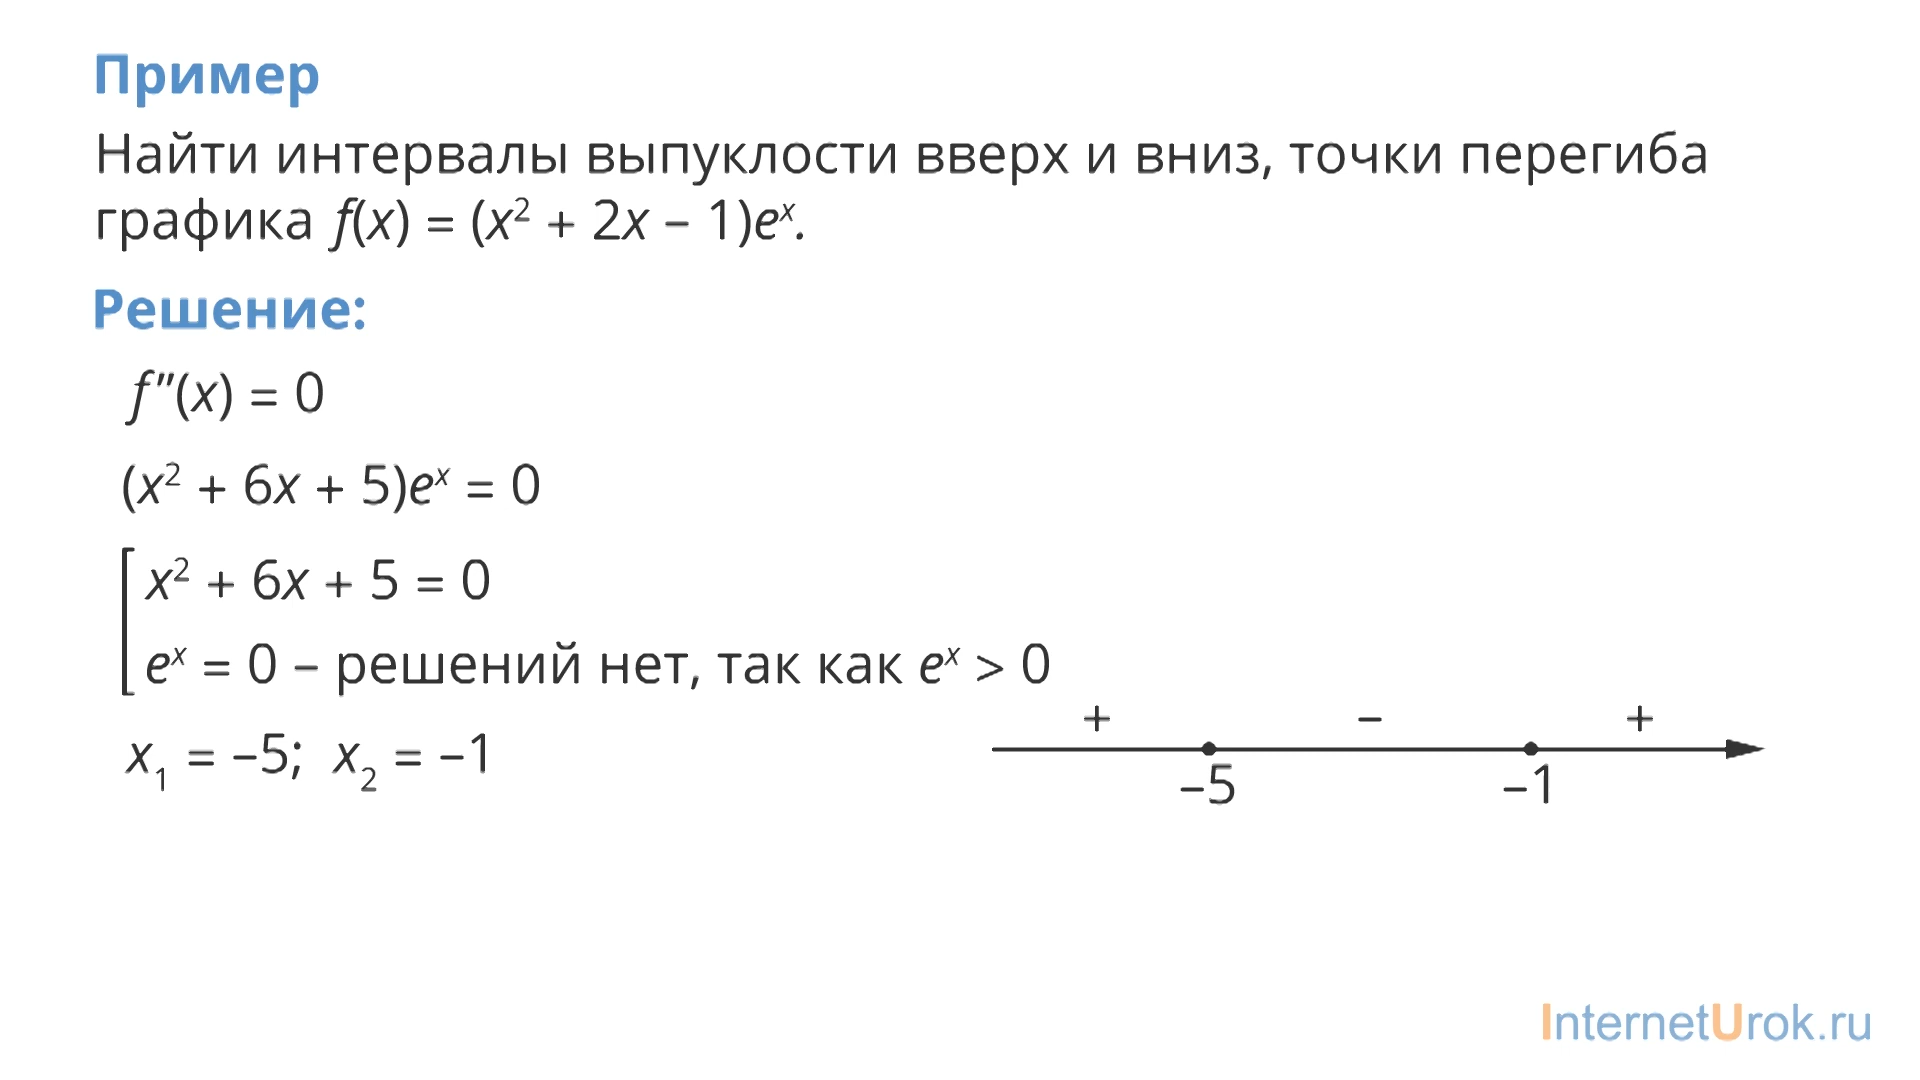 Пример
Найти интервалы выпуклости вверх и вниз, точки перегиба
графика f(x) = (x² + 2x – 1)eˣ.
Решение:
f″(x) = 0
(x² + 6x + 5)eˣ = 0
x² + 6x + 5 = 0
eˣ = 0 – решений нет, так как eˣ > 0
+ – +
x₁ = –5; x₂ = –1
–5 –1
InternetUrok.ru